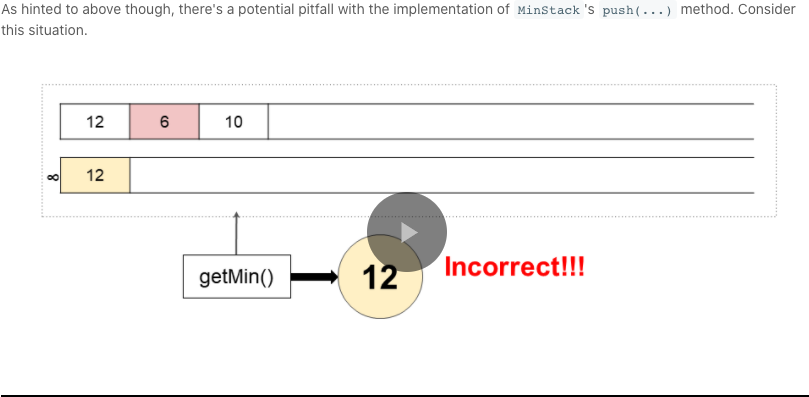 As hinted to above though, there's a potential pitfall with the implementation of MinStack's push(...) method. Consider
this situation.
12 6 10
∞ 12
getMin() 12 Incorrect!!!